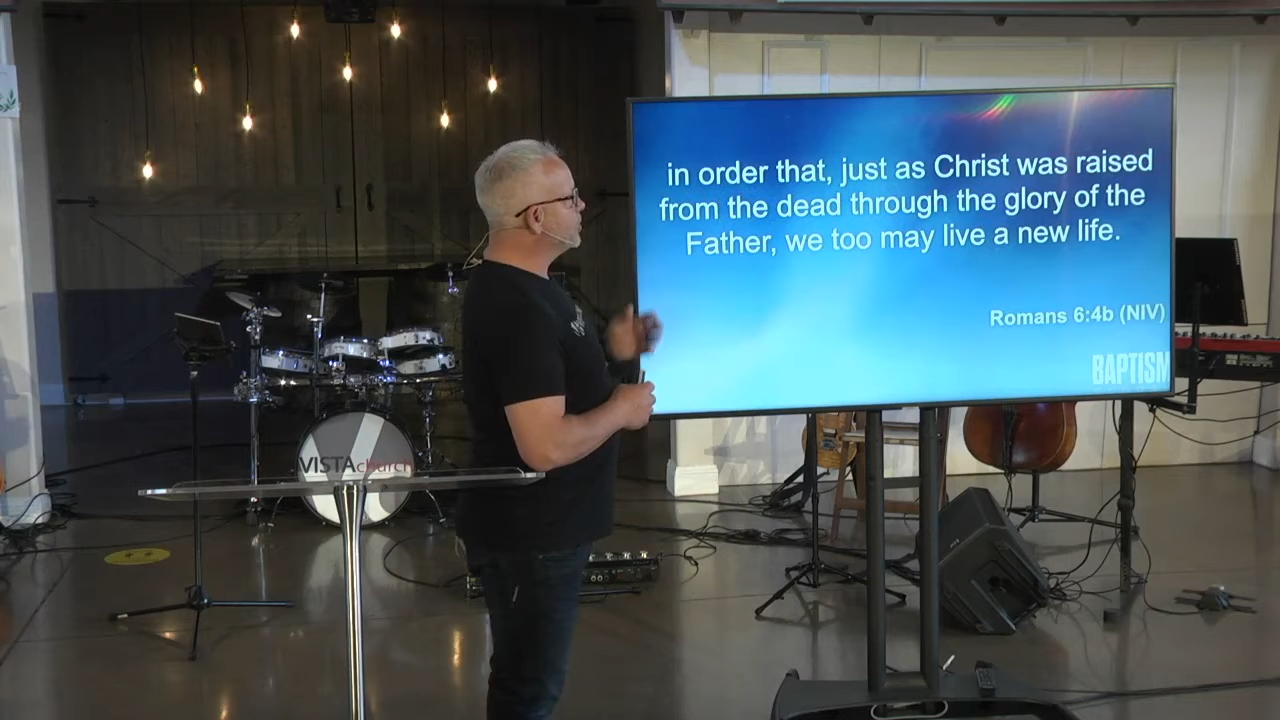 in order that, just as Christ was raised
from the dead through the glory of the
Father, we too may live a new life.
Romans 6:4b (NIV)
BAPTISM
VISTAchurch